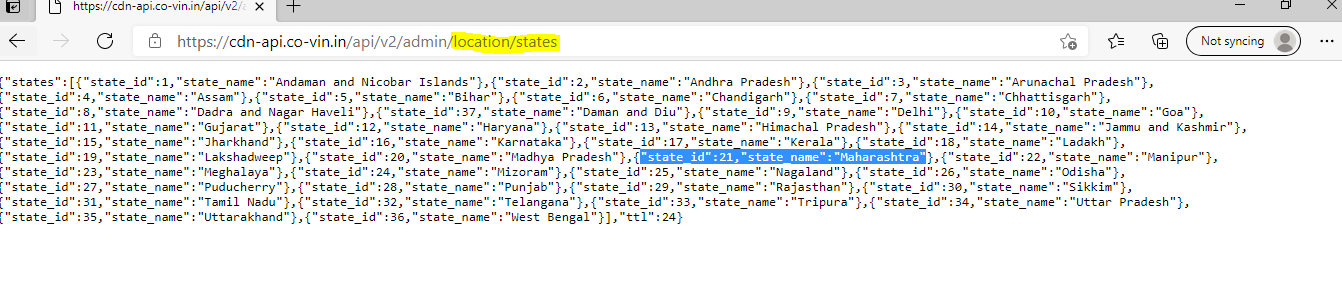 https://cdn-api.co-vin.in/api/v2/a
https://cdn-api.co-vin.in/api/v2/admin/location/states
Not syncing
{"states":[{"state_id":1,"state_name":"Andaman and Nicobar Islands"},{"state_id":2,"state_name":"Andhra Pradesh"},{"state_id":3,"state_name":"Arunachal Pradesh"},
{"state_id":4,"state_name":"Assam"},{"state_id":5,"state_name":"Bihar"},{"state_id":6,"state_name":"Chandigarh"},{"state_id":7,"state_name":"Chhattisgarh"},
{"state_id":8,"state_name":"Dadra and Nagar Haveli"},{"state_id":37,"state_name":"Daman and Diu"},{"state_id":9,"state_name":"Delhi"},{"state_id":10,"state_name":"Goa"},
{"state_id":11,"state_name":"Gujarat"},{"state_id":12,"state_name":"Haryana"},{"state_id":13,"state_name":"Himachal Pradesh"},{"state_id":14,"state_name":"Jammu and Kashmir"},
{"state_id":15,"state_name":"Jharkhand"},{"state_id":16,"state_name":"Karnataka"},{"state_id":17,"state_name":"Kerala"},{"state_id":18,"state_name":"Ladakh"},
{"state_id":19,"state_name":"Lakshadweep"},{"state_id":20,"state_name":"Madhya Pradesh"},{"state_id":21,"state_name":"Maharashtra"},{"state_id":22,"state_name":"Manipur"},
{"state_id":23,"state_name":"Meghalaya"},{"state_id":24,"state_name":"Mizoram"},{"state_id":25,"state_name":"Nagaland"},{"state_id":26,"state_name":"Odisha"},
{"state_id":27,"state_name":"Puducherry"},{"state_id":28,"state_name":"Punjab"},{"state_id":29,"state_name":"Rajasthan"},{"state_id":30,"state_name":"Sikkim"},
{"state_id":31,"state_name":"Tamil Nadu"},{"state_id":32,"state_name":"Telangana"},{"state_id":33,"state_name":"Tripura"},{"state_id":34,"state_name":"Uttar Pradesh"},
{"state_id":35,"state_name":"Uttarakhand"},{"state_id":36,"state_name":"West Bengal"}],"ttl":24}